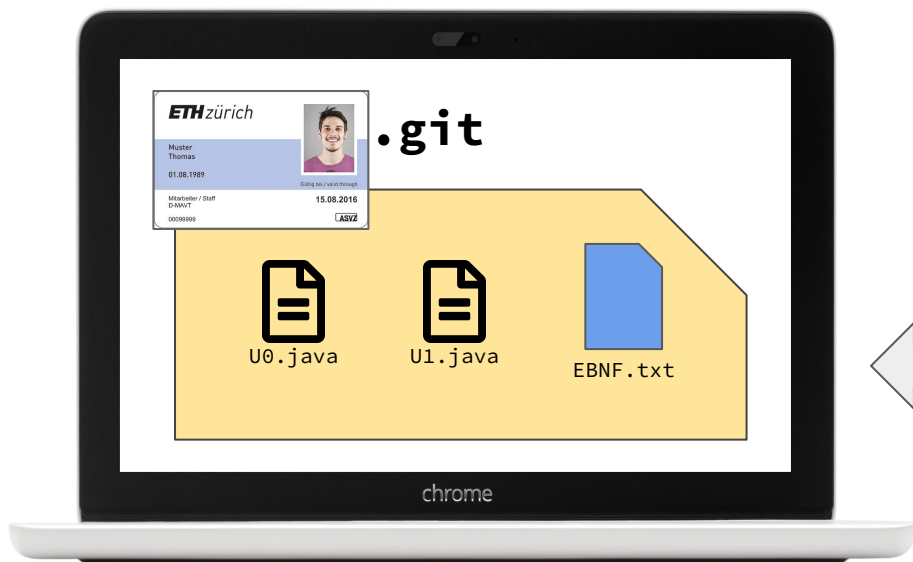 ETH zürich
Muster
Thomas
01.08.1989
Gültig bis / valid through
Mitarbeiter / Staff
15.08.2016
D-MAVT
00099999
ASVZ
.git
U0.java
U1.java
EBNF.txt
chrome